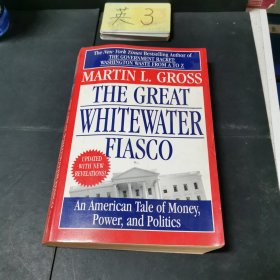 英 3
The New York Times Bestselling Author of
THE GOVERNMENT RACKET:
WASHINGTON WASTE FROM A TO Z
MARTIN L. GROSS
THE GREAT
WHITEWATER
FIASCO
UPDATED
WITH NEW
REVELATIONS!
An American Tale of Money,
Power, and Politics